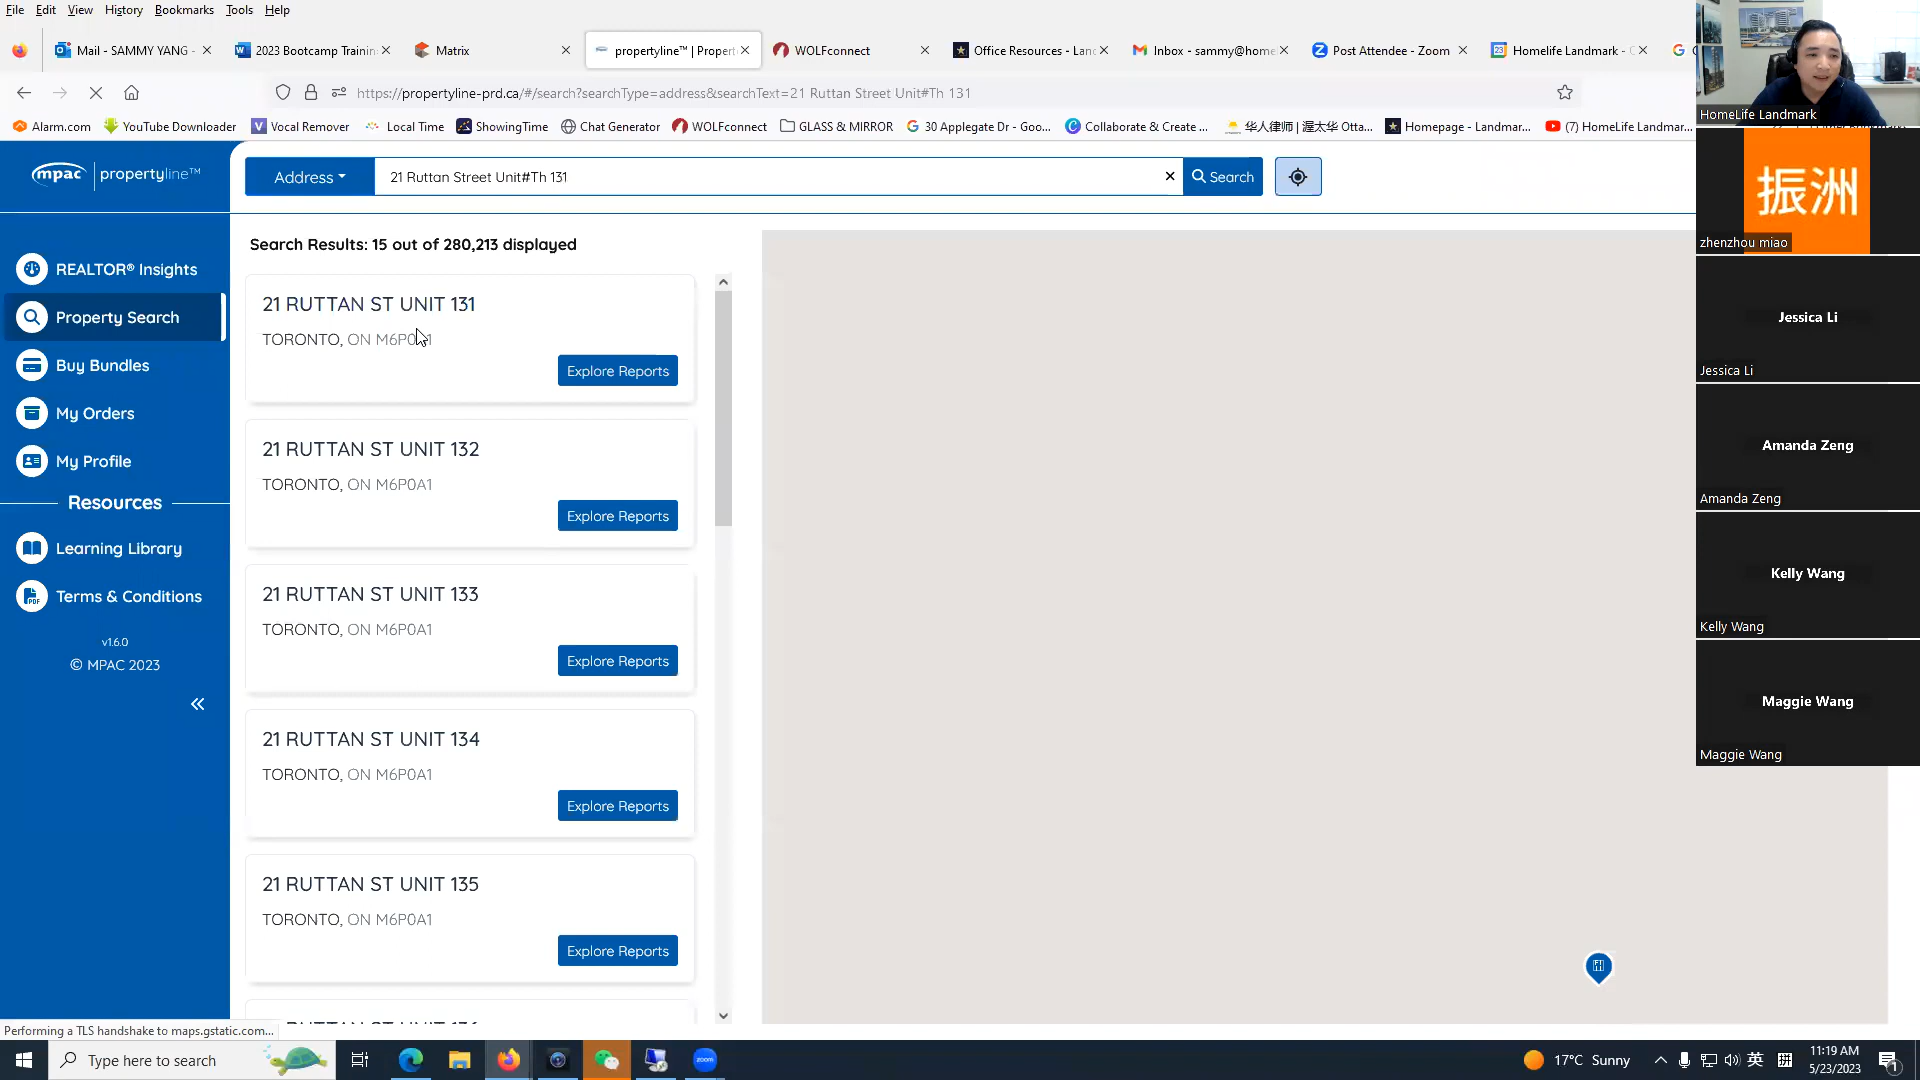 File Edit View History Bookmarks Tools Help
Mail - SAMMY YANG -
2023 Bootcamp Trainin
Matrix
propertyline™ | Propert
WOLFconnect
Office Resources - Lan
Inbox - sammy@home
Post Attendee - Zoom
Homelife Landmark -
https://propertyline-prd.ca/#/search?searchType=address&searchText=21 Ruttan Street Unit#Th 131
Alarm.com
YouTube Downloader
Vocal Remover
Local Time
ShowingTime
Chat Generator
WOLFconnect
GLASS & MIRROR
30 Applegate Dr - Goo...
Collaborate & Create ...
华人律师 | 渥太华 Otta...
Homepage - Landmar...
(7) HomeLife Landmar...
mpac propertyline™
Address
21 Ruttan Street Unit#Th 131
Search
REALTOR® Insights
Property Search
Buy Bundles
My Orders
My Profile
Resources
Learning Library
Terms & Conditions
v1.6.0
© MPAC 2023
Search Results: 15 out of 280,213 displayed
21 RUTTAN ST UNIT 131
TORONTO, ON M6P0A1
Explore Reports
21 RUTTAN ST UNIT 132
TORONTO, ON M6P0A1
Explore Reports
21 RUTTAN ST UNIT 133
TORONTO, ON M6P0A1
Explore Reports
21 RUTTAN ST UNIT 134
TORONTO, ON M6P0A1
Explore Reports
21 RUTTAN ST UNIT 135
TORONTO, ON M6P0A1
Explore Reports
HomeLife Landmark
振洲
zhenzhou miao
Jessica Li
Jessica Li
Amanda Zeng
Amanda Zeng
Kelly Wang
Kelly Wang
Maggie Wang
Maggie Wang
Performing a TLS handshake to maps.gstatic.com...
Type here to search
zoom
17°C Sunny
英
拼
11:19 AM
5/23/2023
1